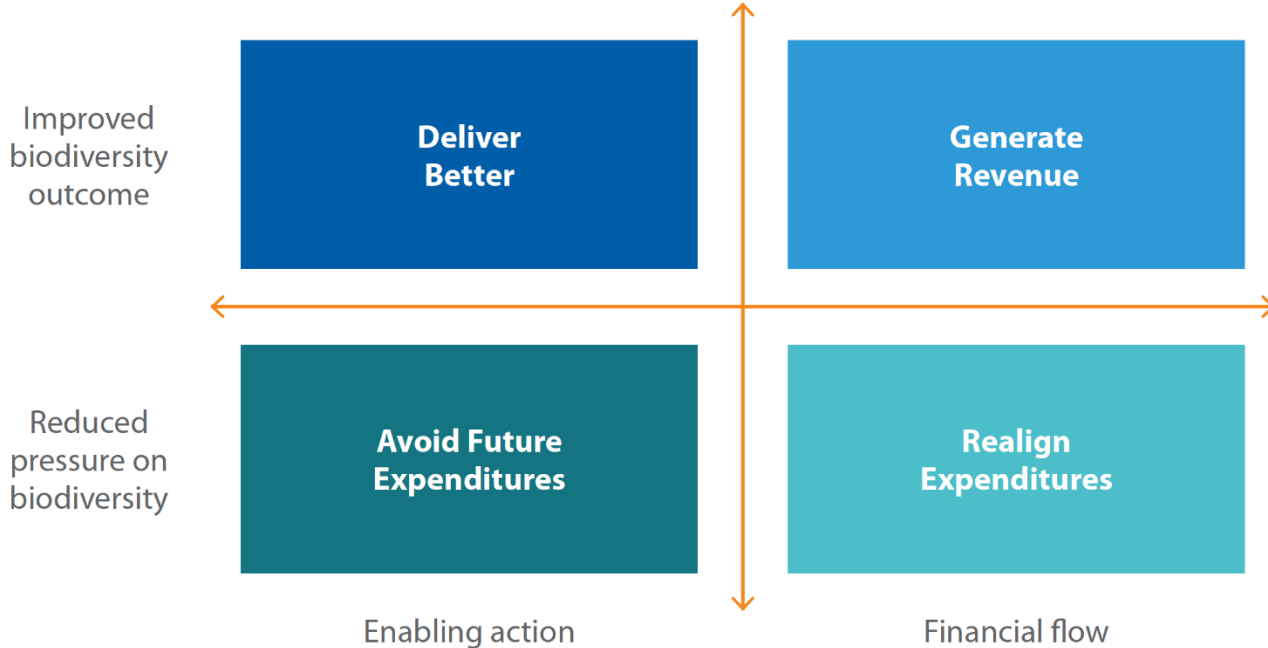 Improved
biodiversity
outcome
Deliver
Better
Generate
Revenue
Reduced
pressure on
biodiversity
Avoid Future
Expenditures
Realign
Expenditures
Enabling action
Financial flow